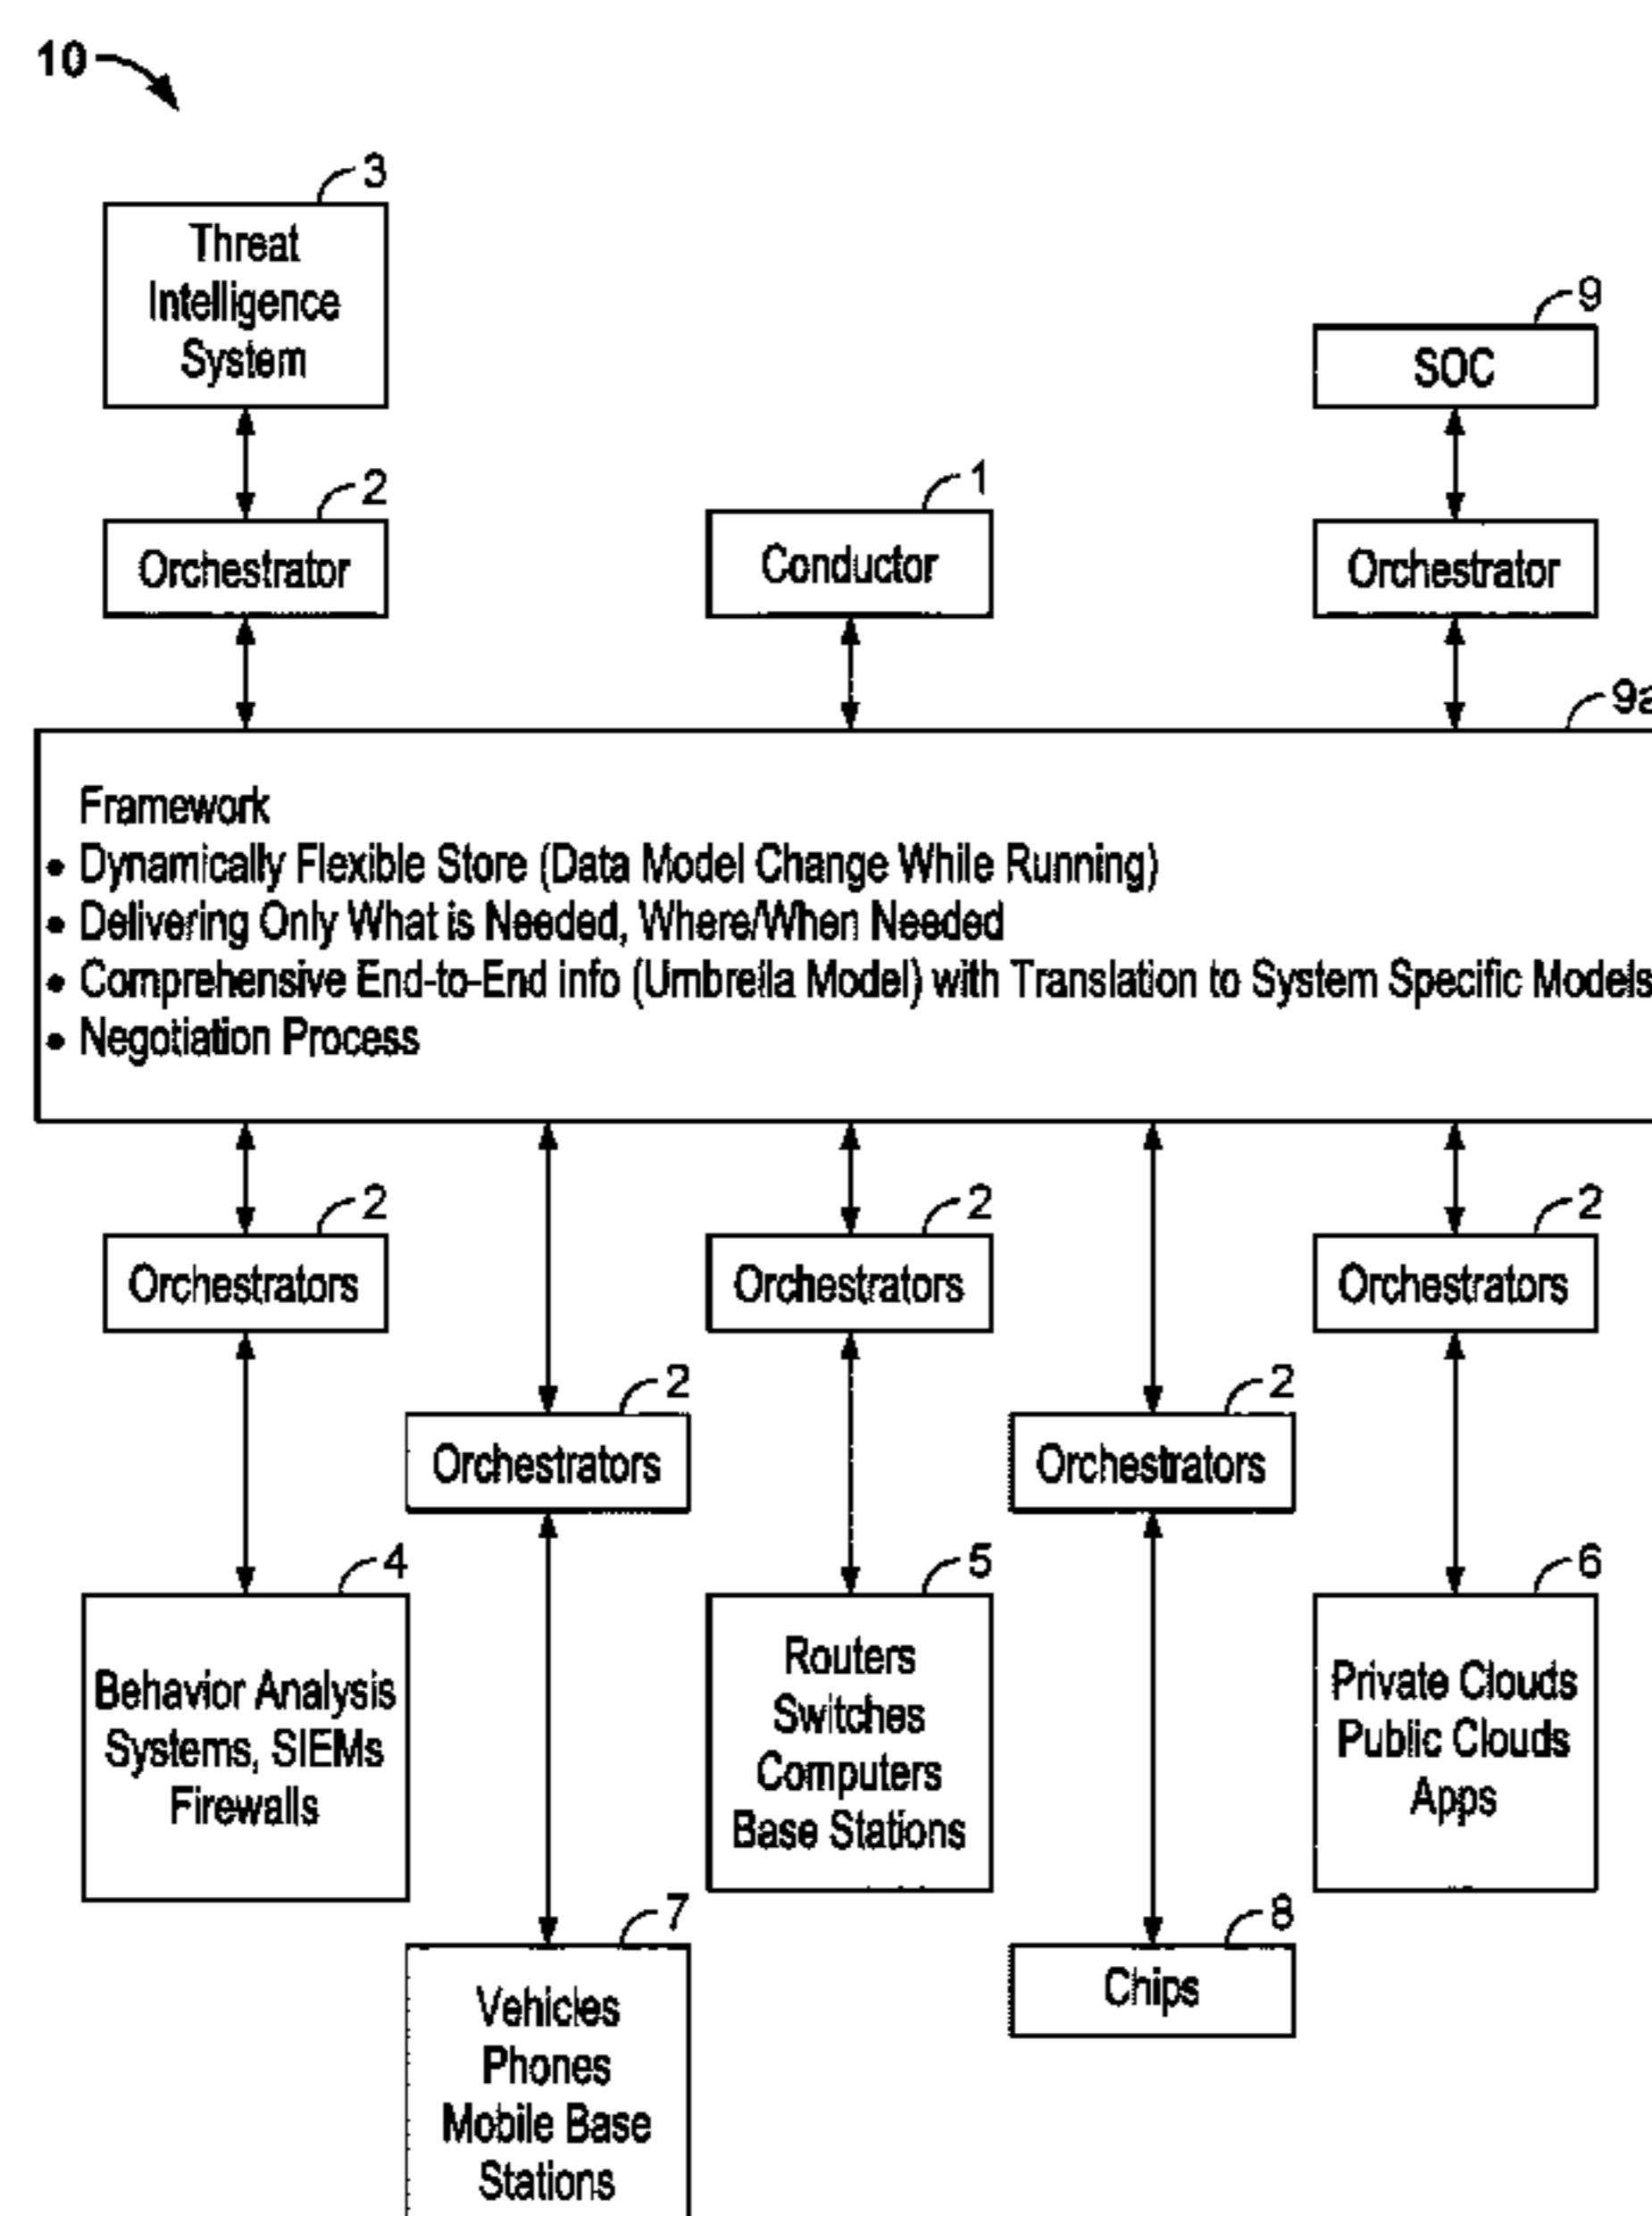 10
3
Threat
Intelligence
System
9
SOC
2
Orchestrator
1
Conductor
Orchestrator
9a
Framework
• Dynamically Flexible Store (Data Model Change While Running)
• Delivering Only What is Needed, Where/When Needed
• Comprehensive End-to-End info (Umbrella Model) with Translation to System Specific Models
• Negotiation Process
2
Orchestrators
2
Orchestrators
2
Orchestrators
2
Orchestrators
2
Orchestrators
4
Behavior Analysis
Systems, SIEMs
Firewalls
5
Routers
Switches
Computers
Base Stations
6
Private Clouds
Public Clouds
Apps
7
Vehicles
Phones
Mobile Base
Stations
8
Chips